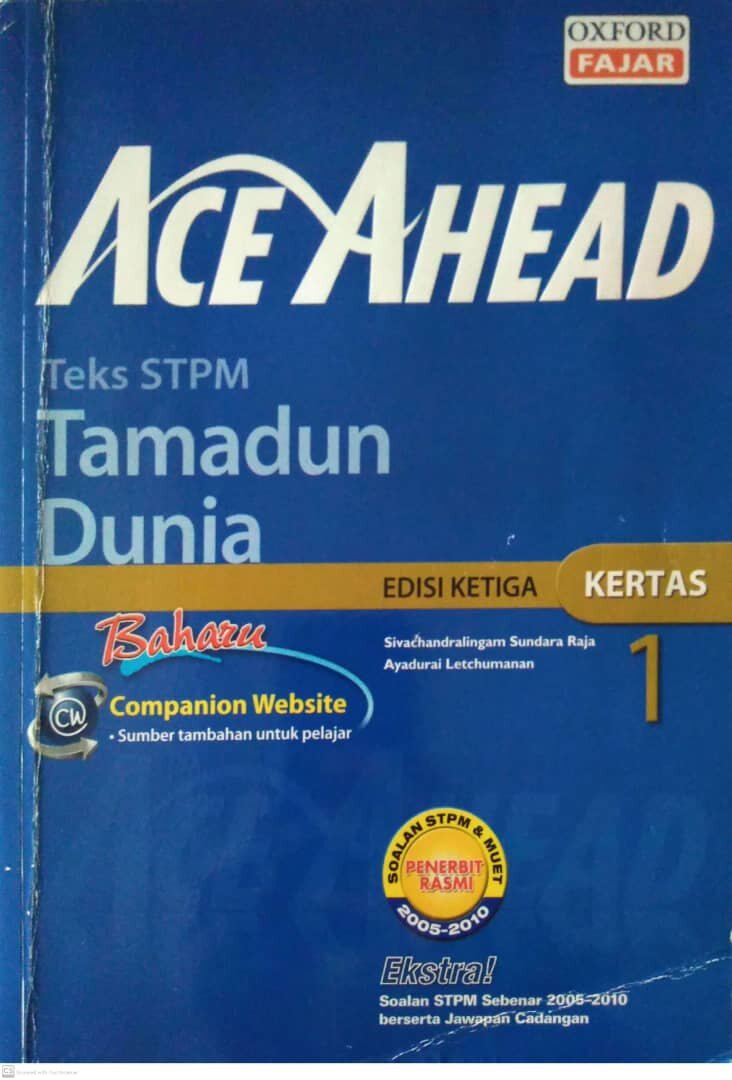 OXFORD
FAJAR
ACE AHEAD
Teks STPM
Tamadun
Dunia
EDISI KETIGA
KERTAS
1
Baharu
Sivachandralingam Sundara Raja
Ayadurai Letchumanan
CW
Companion Website
• Sumber tambahan untuk pelajar
SOALAN STPM & MUET
PENERBIT
RASMI
2005-2010
Ekstra!
Soalan STPM Sebenar 2005-2010
berserta Jawapan Cadangan
CS